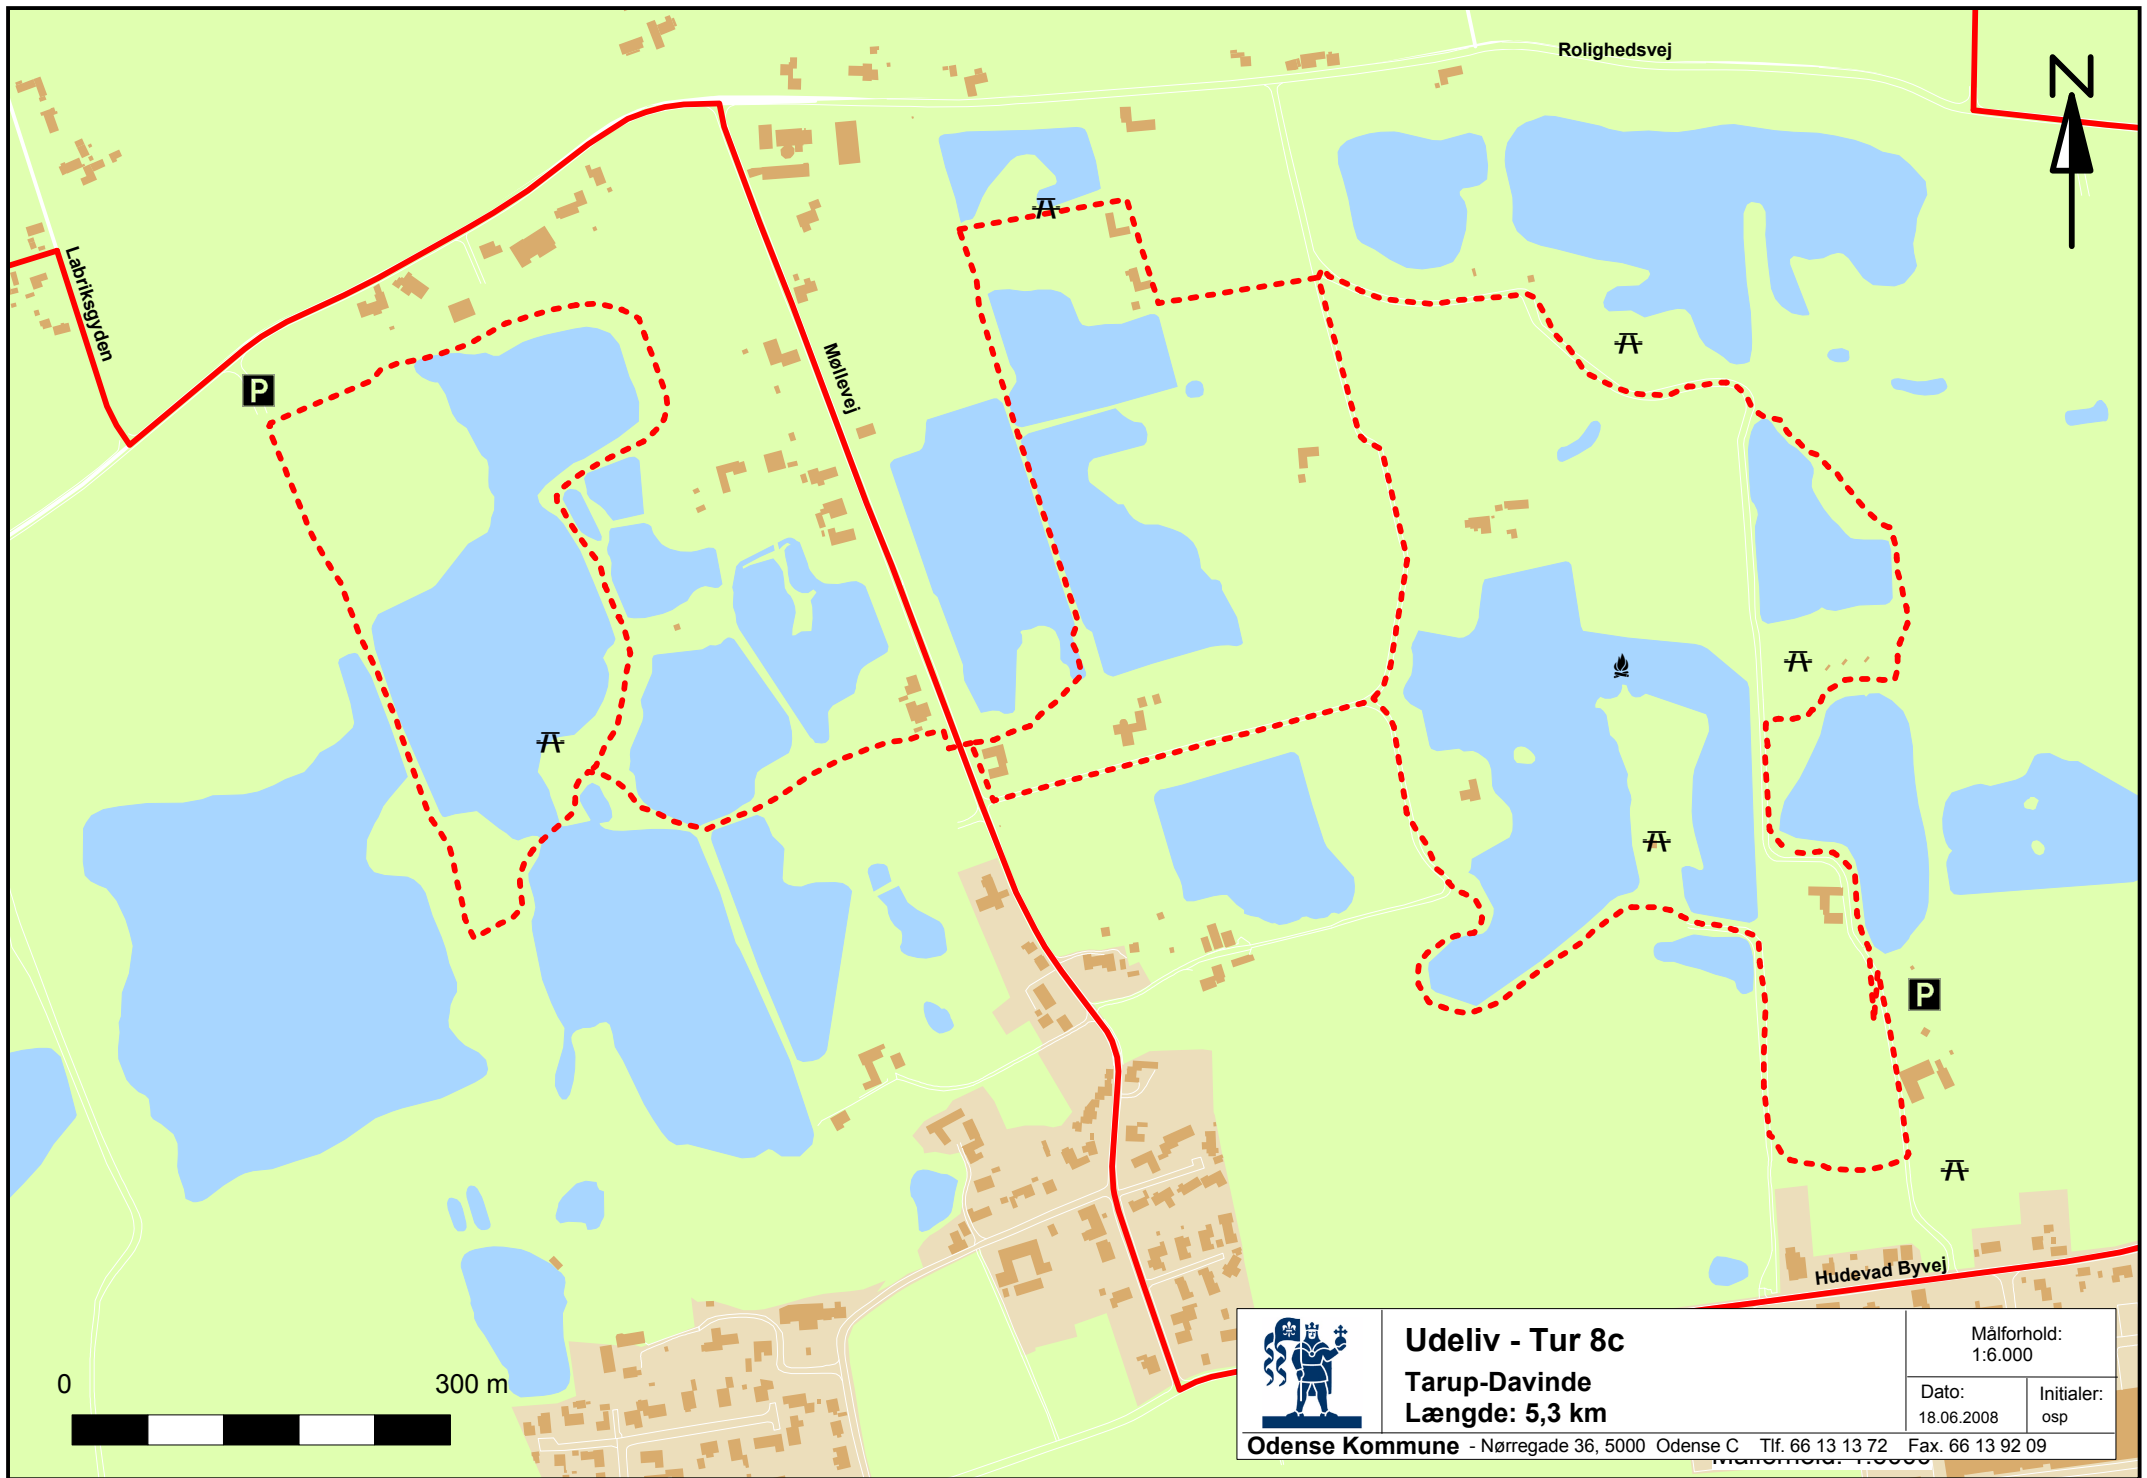 Rolighedsvej
N
Labriksgyden
P
Møllevej
P
Hudevad Byvej
0 300 m
Udeliv - Tur 8c
Tarup-Davinde
Længde: 5,3 km
Målforhold:
1:6.000
Dato:
18.06.2008
Initialer:
osp
Odense Kommune - Nørregade 36, 5000 Odense C Tlf. 66 13 13 72 Fax. 66 13 92 09